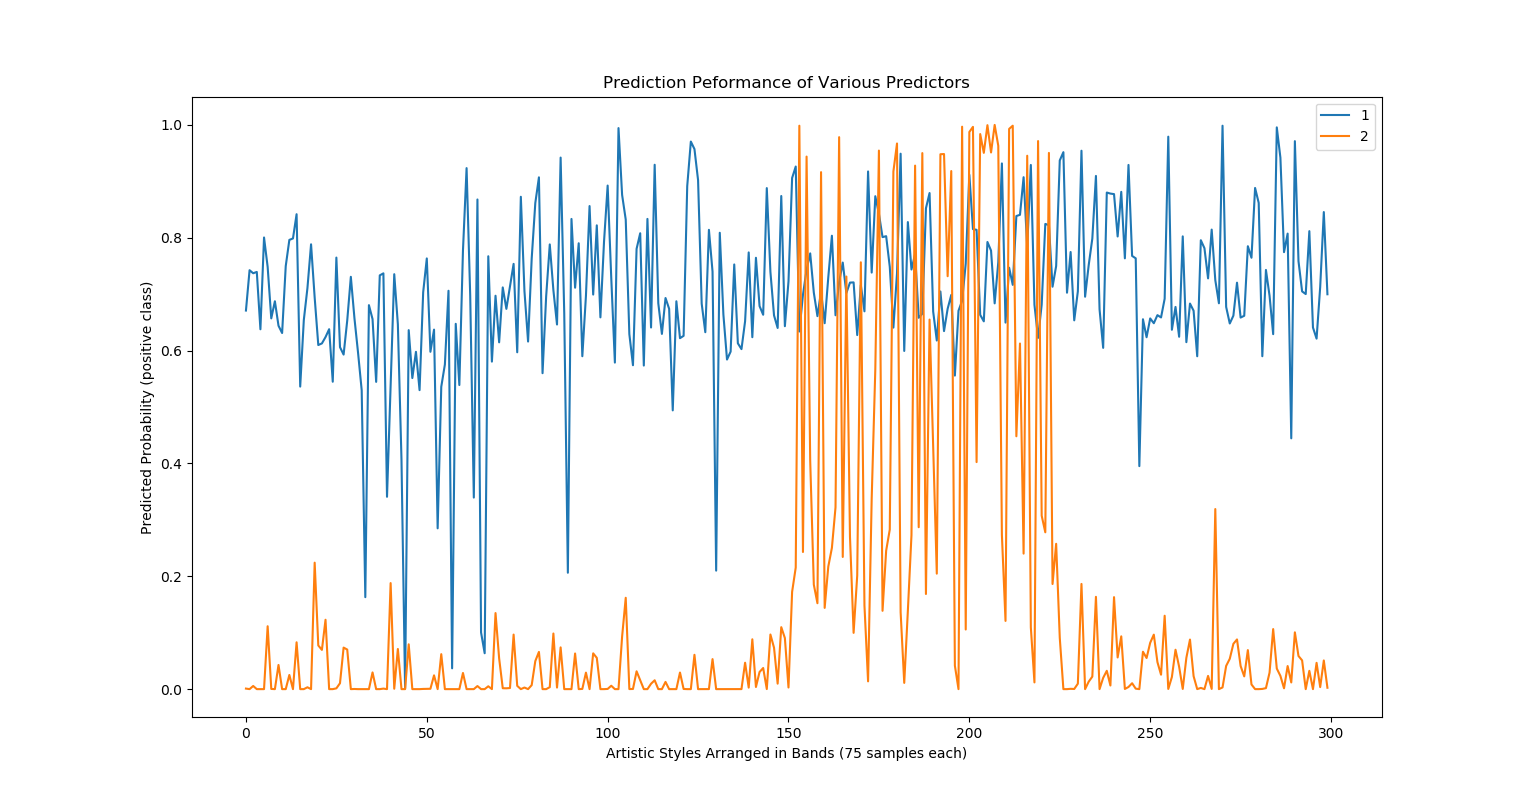 Prediction Peformance of Various Predictors
1
2
Predicted Probability (positive class)
1.0
0.8
0.6
0.4
0.2
0.0
0 50 100 150 200 250 300
Artistic Styles Arranged in Bands (75 samples each)